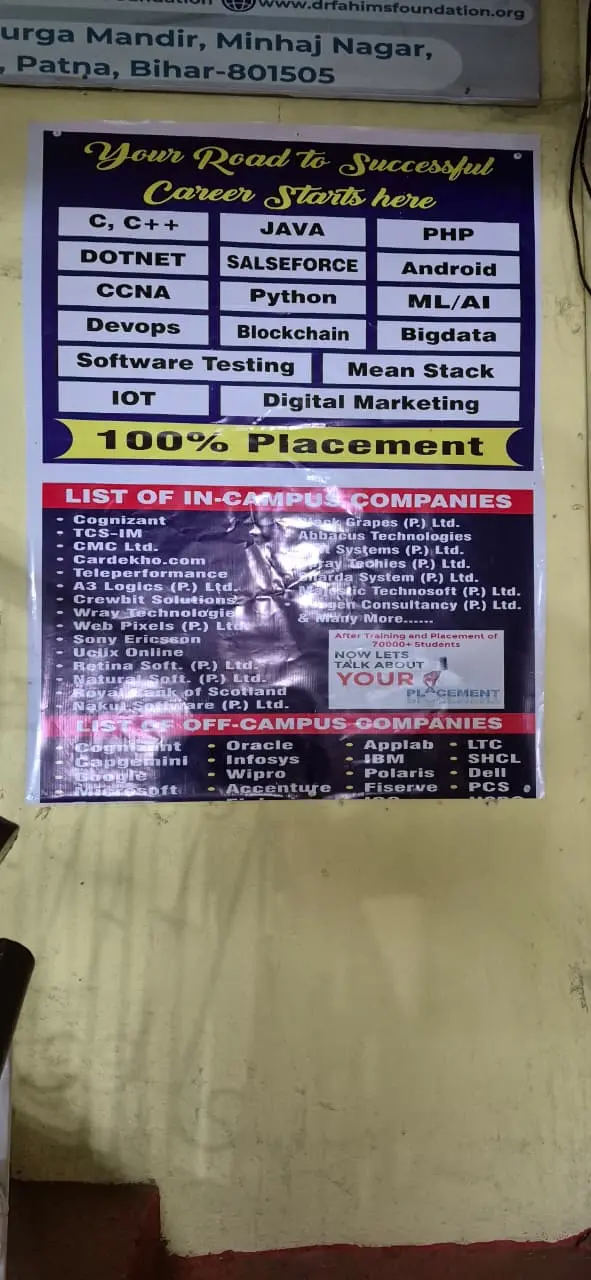 www.drfahimsfoundation.org
urga Mandir, Minhaj Nagar,
, Patna, Bihar-801505
Your Road to Successful
Career Starts here
C, C++ JAVA PHP
DOTNET SALSEFORCE Android
CCNA Python ML/AI
Devops Blockchain Bigdata
Software Testing Mean Stack
IOT Digital Marketing
100% Placement
LIST OF IN-CAMPUS COMPANIES
• Cognizant
• TCS-IM
• CMC Ltd.
• Cardekho.com
• Teleperformance
• A3 Logics (P.) Ltd.
• Crewbit Solutions
• Wray Technologie
• Web Pixels (P.) Ltd
• Sony Ericsson
• Uclix Online
• Retina Soft. (P.) Ltd.
• Natural Soft. (P.) Ltd.
• Royal Bank of Scotland
• Nakul Software (P.) Ltd.
Grapes (P.) Ltd.
Abbacus Technologies
Systems (P.) Ltd.
Techies (P.) Ltd.
System (P.) Ltd.
Majestic Technosoft (P.) Ltd.
Consultancy (P.) Ltd.
& Many More......
After Training and Placement of
70000+ Students
NOW LETS
TALK ABOUT
YOUR
PLACEMENT
LIST OF OFF-CAMPUS COMPANIES
• Cognizant • Oracle • Applab • LTC
• Capgemini • Infosys • IBM • SHCL
• Google • Wipro • Polaris • Dell
• Microsoft • Accenture • Fiserve • PCS